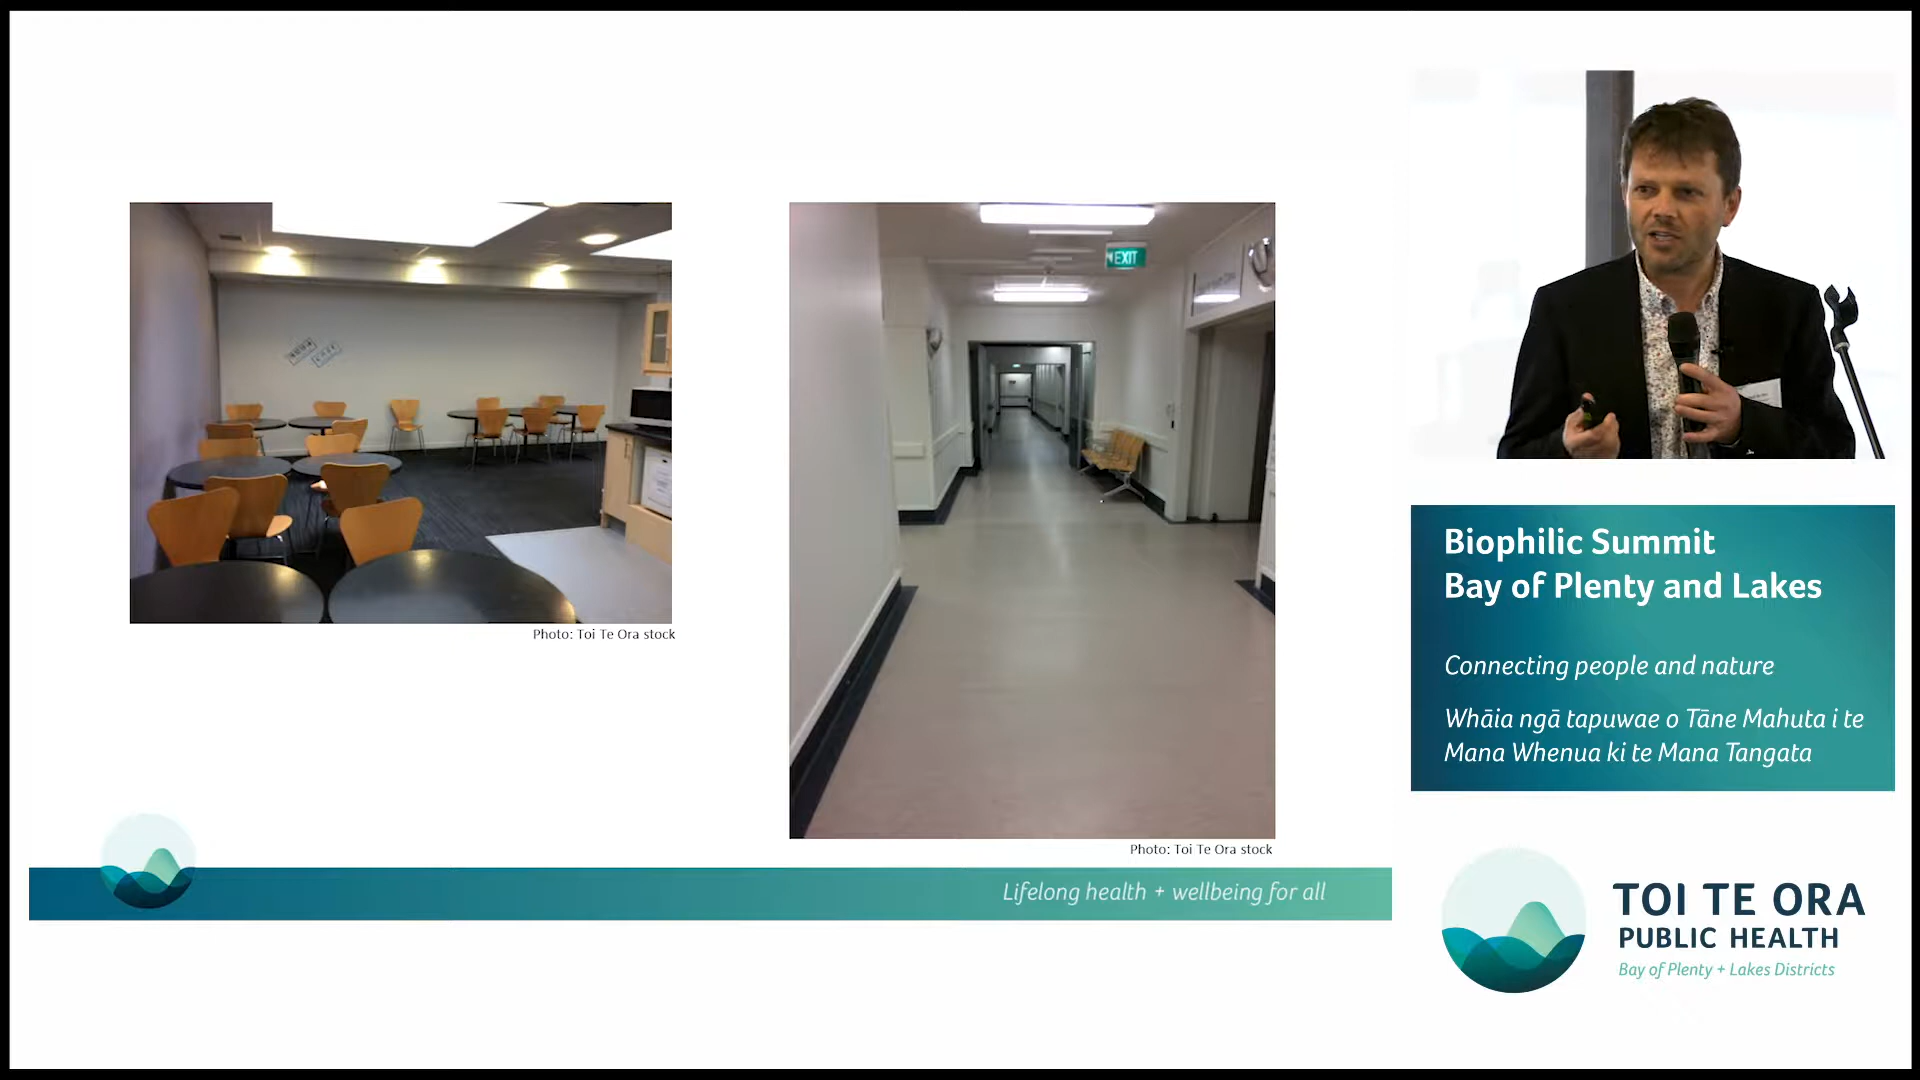 EXIT
Photo: Toi Te Ora stock
Photo: Toi Te Ora stock
Lifelong health + wellbeing for all
Biophilic Summit
Bay of Plenty and Lakes
Connecting people and nature
Whāia ngā tapuwae o Tāne Mahuta i te
Mana Whenua ki te Mana Tangata
TOI TE ORA
PUBLIC HEALTH
Bay of Plenty + Lakes Districts